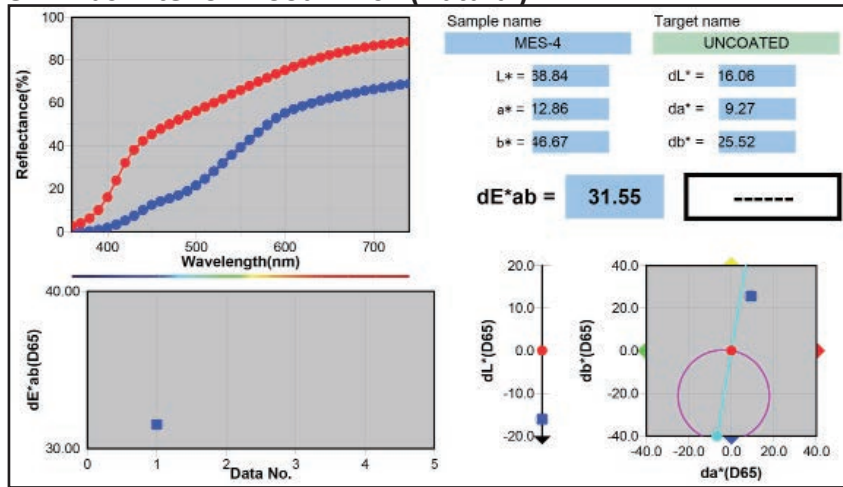 Reflectance(%)
100
80
60
40
20
0
400
500
600
700
Wavelength(nm)
Sample name
Target name
MES-4
UNCOATED
L* =
dL* = 16.06
a* = 12.86
da* = 9.27
b* = 46.67
db* = 25.52
dE*ab = 31.55
------
dE*ab(D65)
40.00
30.00
0
1
2
3
4
5
Data No.
dL*(D65)
20.0
10.0
0.0
-10.0
-20.0
db*(D65)
40.0
20.0
0.0
-20.0
-40.0
-40.0
-20.0
0.0
20.0
40.0
da*(D65)